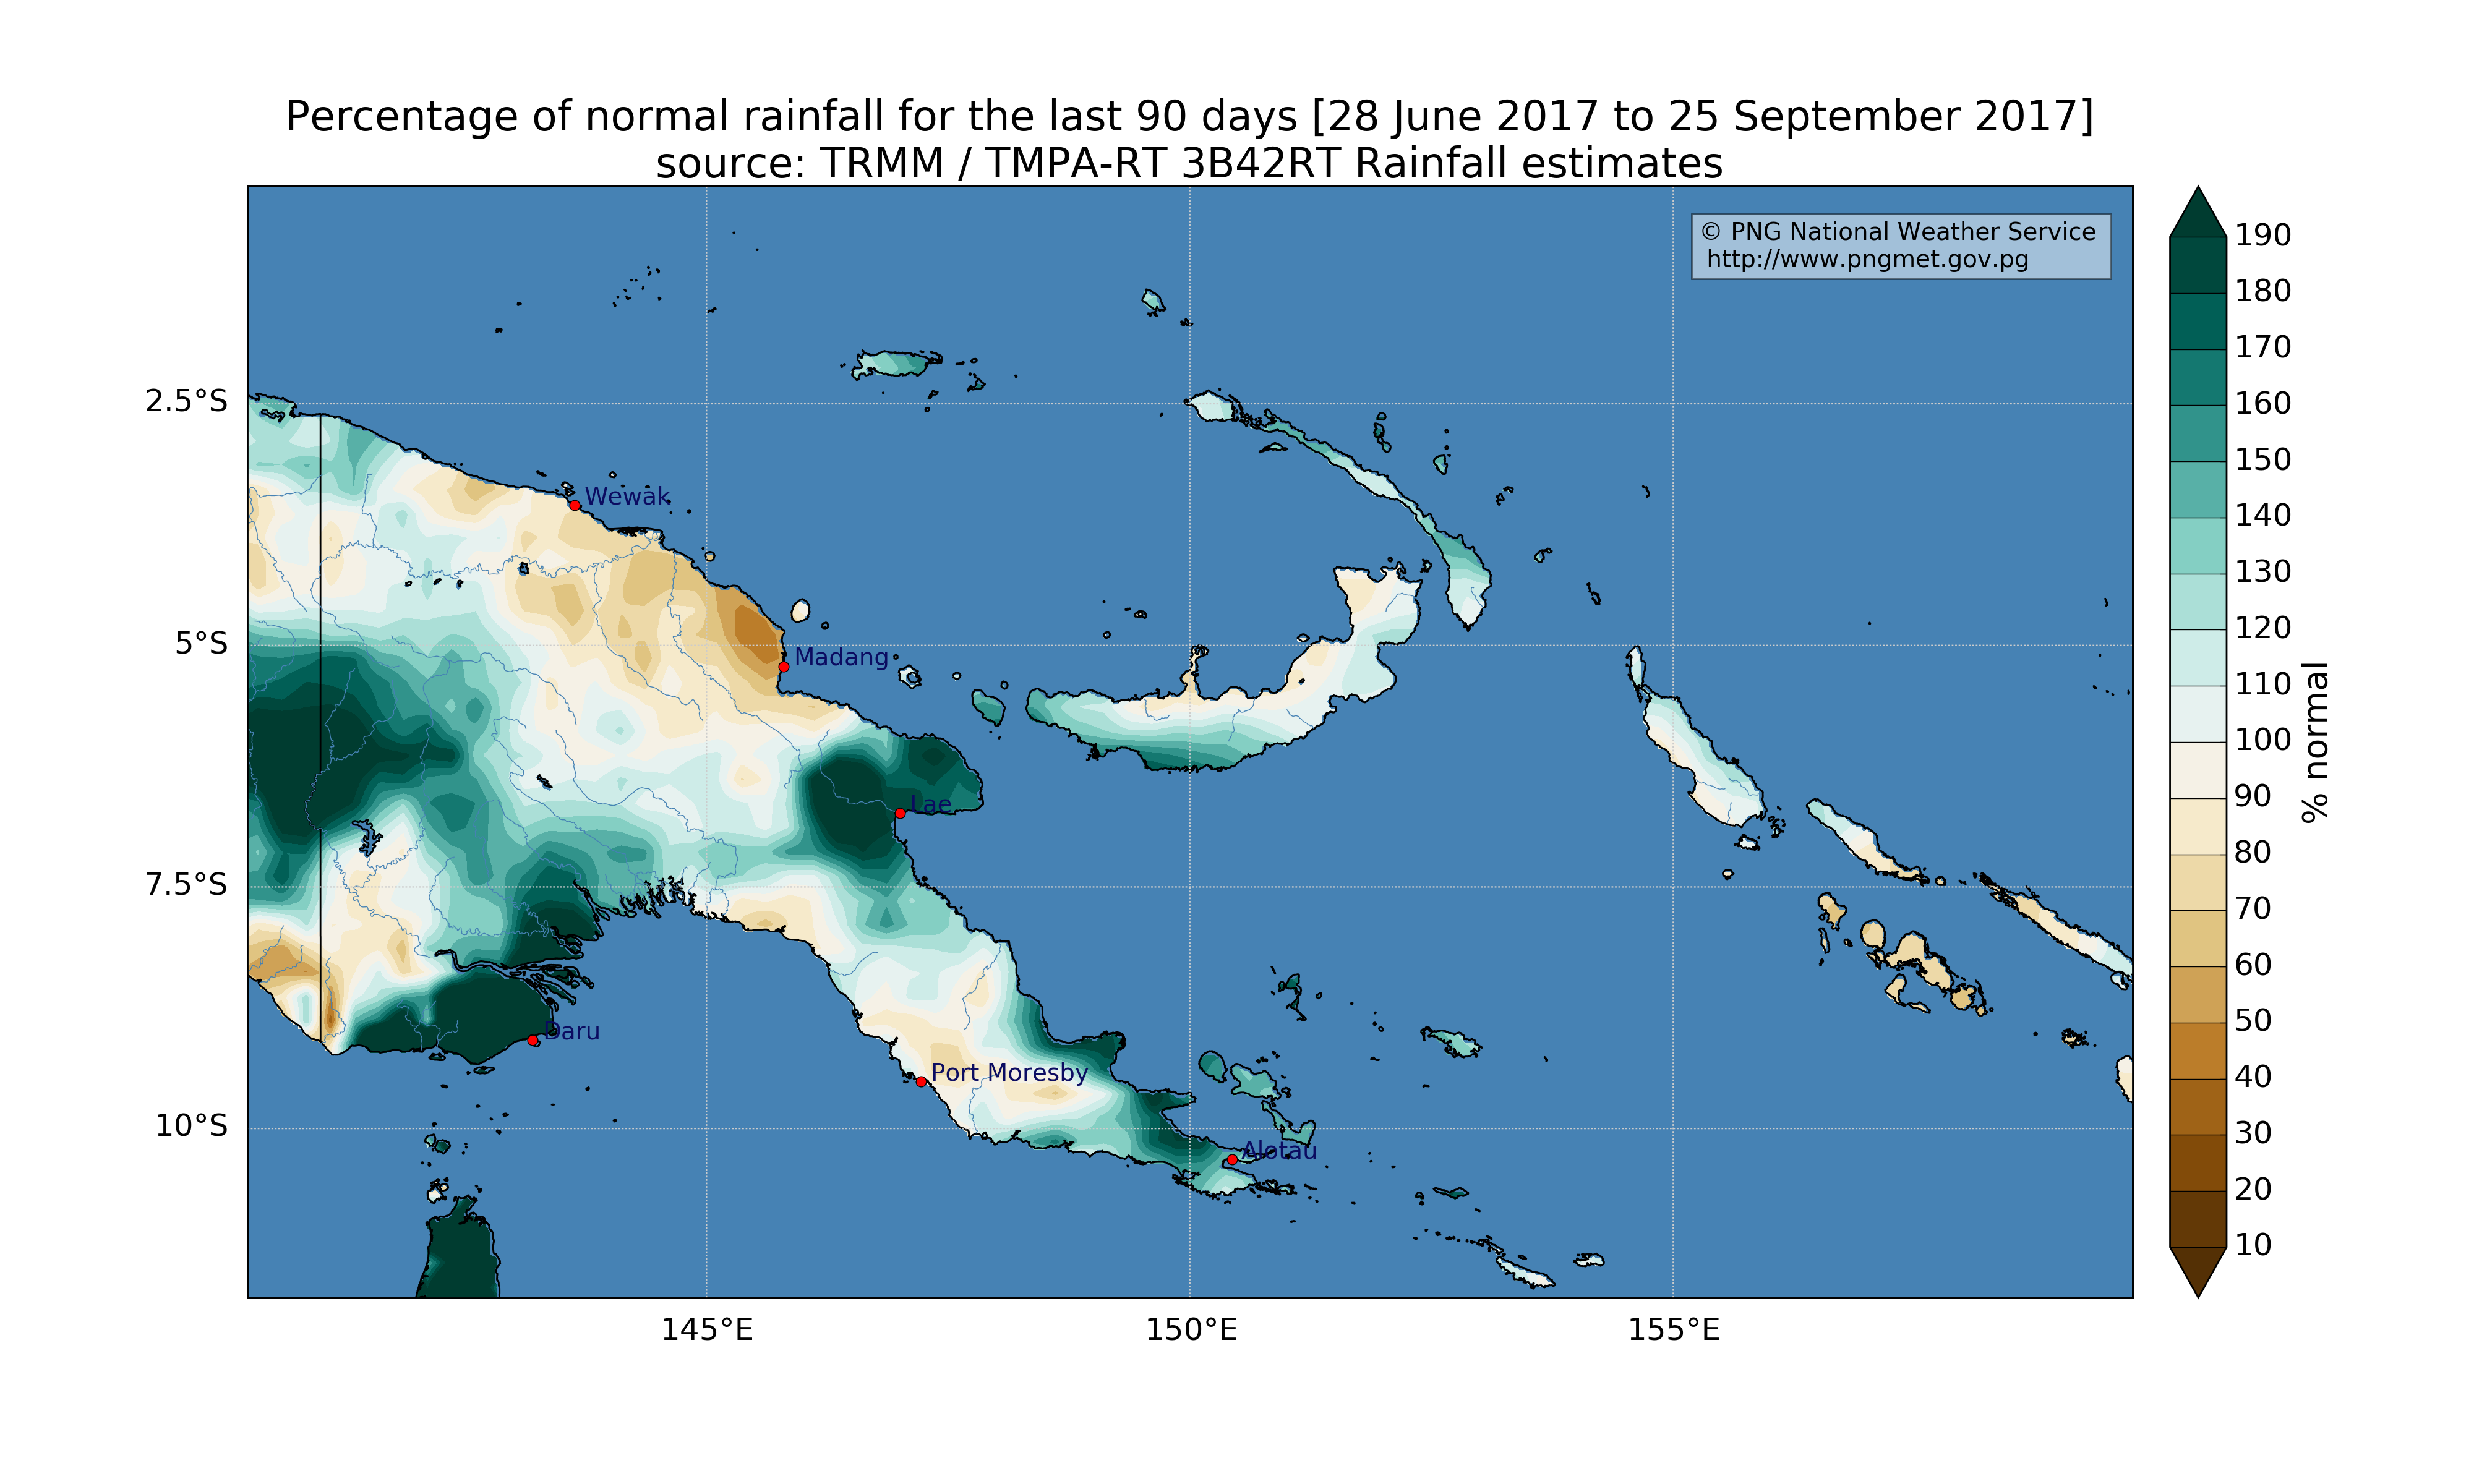 Percentage of normal rainfall for the last 90 days [28 June 2017 to 25 September 2017]
source: TRMM / TMPA-RT 3B42RT Rainfall estimates
© PNG National Weather Service
http://www.pngmet.gov.pg
2.5°S
5°S
7.5°S
10°S
145°E
150°E
155°E
Wewak
Madang
Lae
Daru
Port Moresby
Alotau
190
180
170
160
150
140
130
120
110
100
90
80
70
60
50
40
30
20
10
% normal